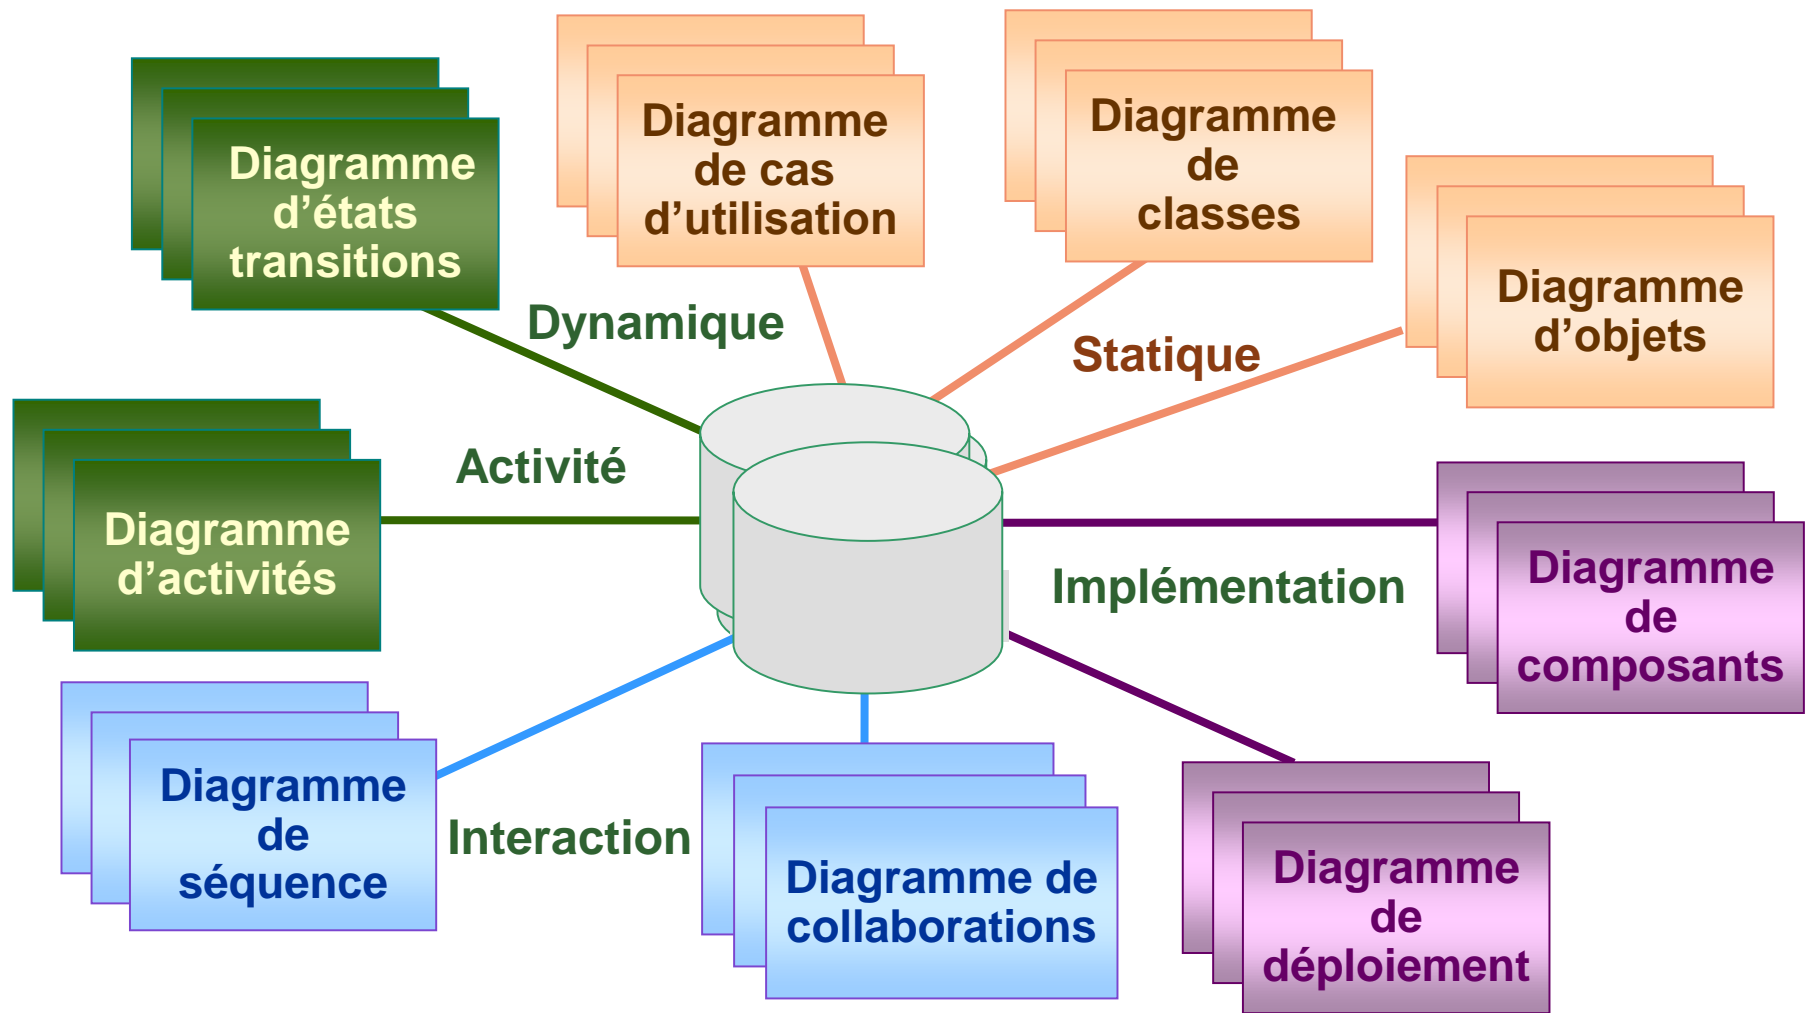 Diagramme
d’états
transitions
Diagramme
de cas
d’utilisation
Diagramme
de
classes
Diagramme
d’objets
Dynamique
Statique
Activité
Diagramme
d’activités
Implémentation
Diagramme
de
composants
Diagramme
de
séquence
Interaction
Diagramme de
collaborations
Diagramme
de
déploiement